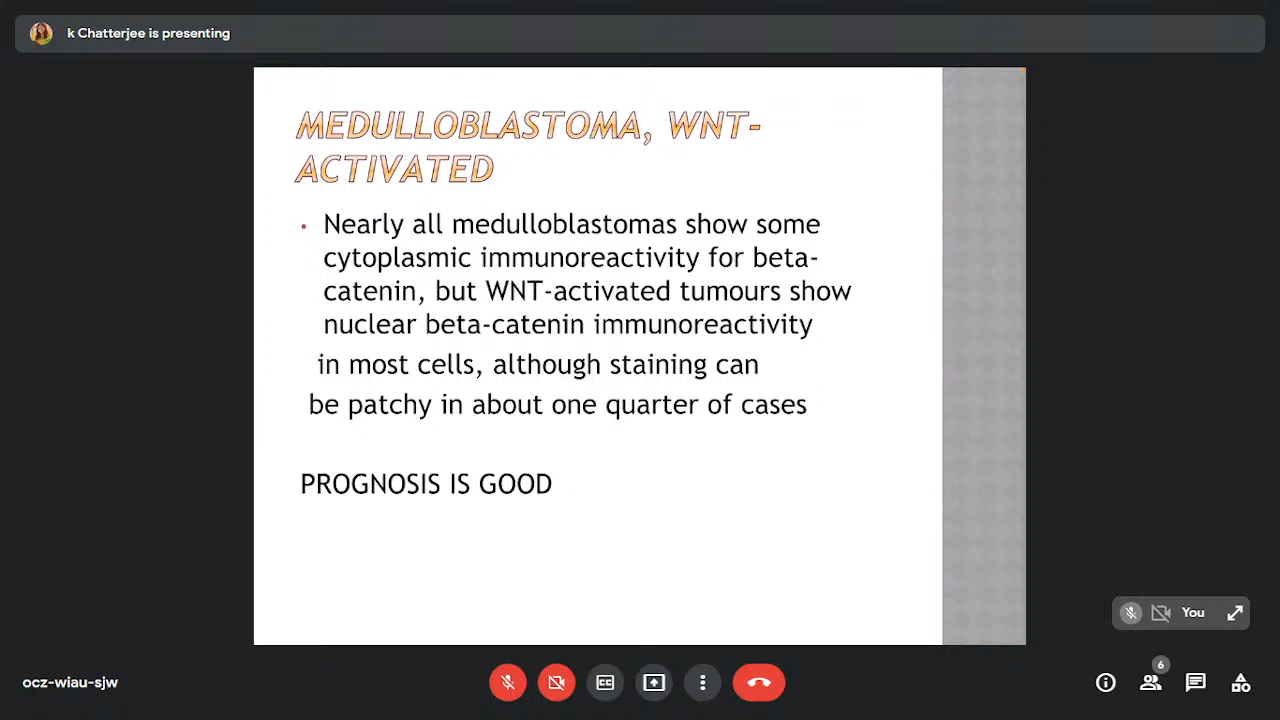 k Chatterjee is presenting
MEDULLOBLASTOMA, WNT-
ACTIVATED
• Nearly all medulloblastomas show some
cytoplasmic immunoreactivity for beta-
catenin, but WNT-activated tumours show
nuclear beta-catenin immunoreactivity
in most cells, although staining can
be patchy in about one quarter of cases
PROGNOSIS IS GOOD
You
6
ocz-wiau-sjw
CC